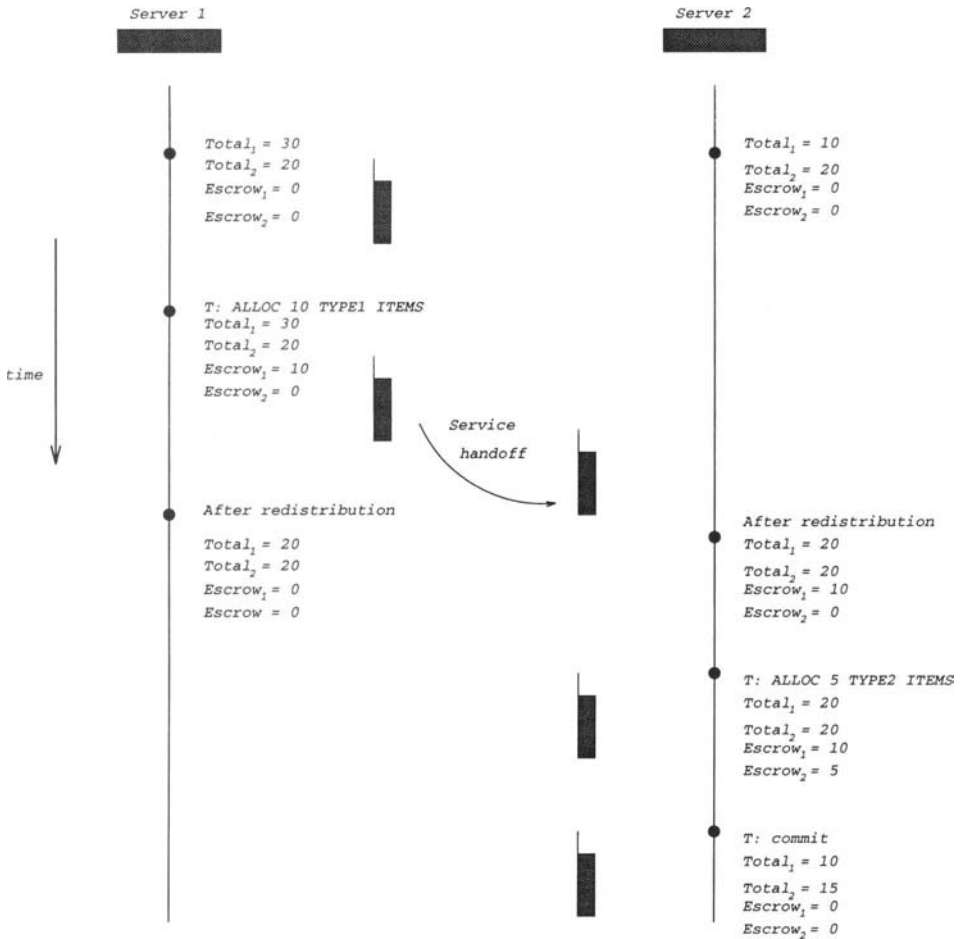 Server 1
Server 2
Total₁ = 30
Total₂ = 20
Escrow₁ = 0
Escrow₂ = 0
Total₁ = 10
Total₂ = 20
Escrow₁ = 0
Escrow₂ = 0
T: ALLOC 10 TYPE1 ITEMS
Total₁ = 30
Total₂ = 20
Escrow₁ = 10
Escrow₂ = 0
time
Service
handoff
After redistribution
Total₁ = 20
Total₂ = 20
Escrow₁ = 0
Escrow = 0
After redistribution
Total₁ = 20
Total₂ = 20
Escrow₁ = 10
Escrow₂ = 0
T: ALLOC 5 TYPE2 ITEMS
Total₁ = 20
Total₂ = 20
Escrow₁ = 10
Escrow₂ = 5
T: commit
Total₁ = 10
Total₂ = 15
Escrow₁ = 0
Escrow₂ = 0